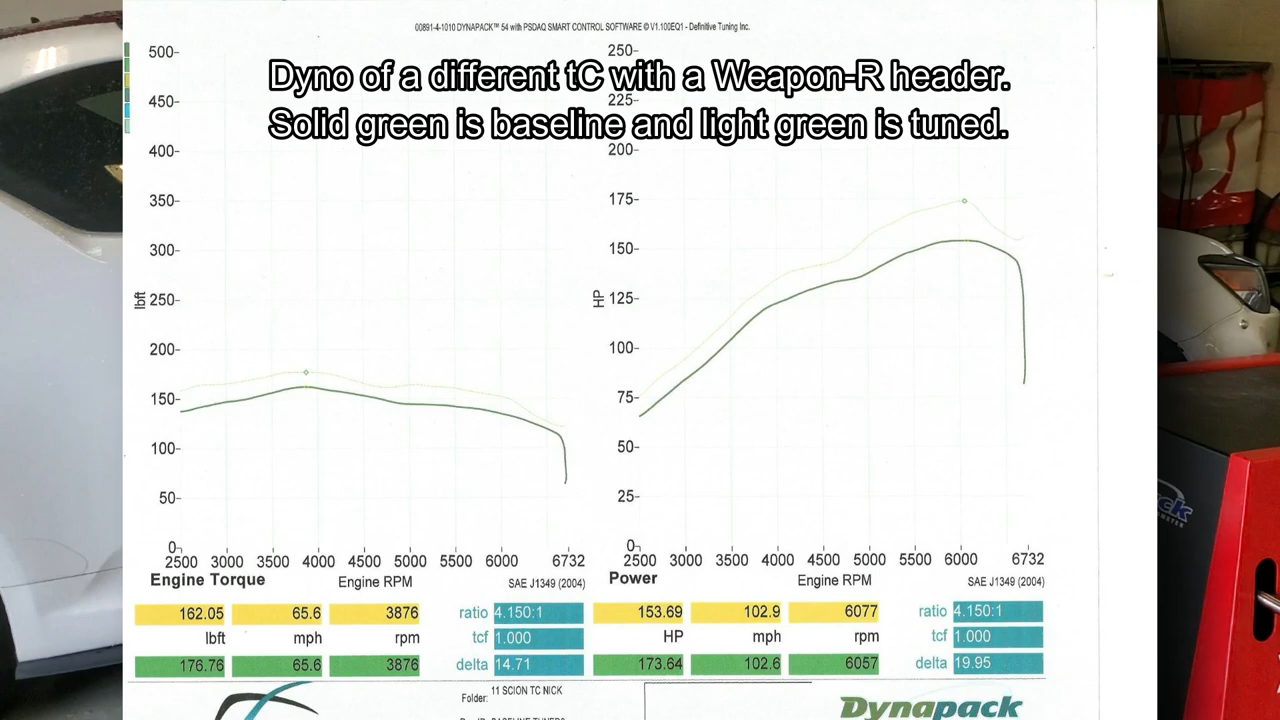 00891-4-1010 DYNAPACK™ 54 with PSDAQ SMART CONTROL SOFTWARE © V1.100EQ1 - Definitive Tuning Inc.
Dyno of a different tC with a Weapon-R header.
Solid green is baseline and light green is tuned.
500
450
400
350
300
250
200
150
100
50
0
lbft
2500 3000 3500 4000 4500 5000 5500 6000 6732
Engine Torque Engine RPM SAE J1349 (2004)
250
225
200
175
150
125
100
75
50
25
0
HP
2500 3000 3500 4000 4500 5000 5500 6000 6732
Power Engine RPM SAE J1349 (2004)
162.05 65.6 3876 ratio 4.150:1
lbft mph rpm tcf 1.000
176.76 65.6 3876 delta 14.71
153.69 102.9 6077 ratio 4.150:1
HP mph rpm tcf 1.000
173.64 102.6 6057 delta 19.95
Folder: 11 SCION TC NICK
Dynapack